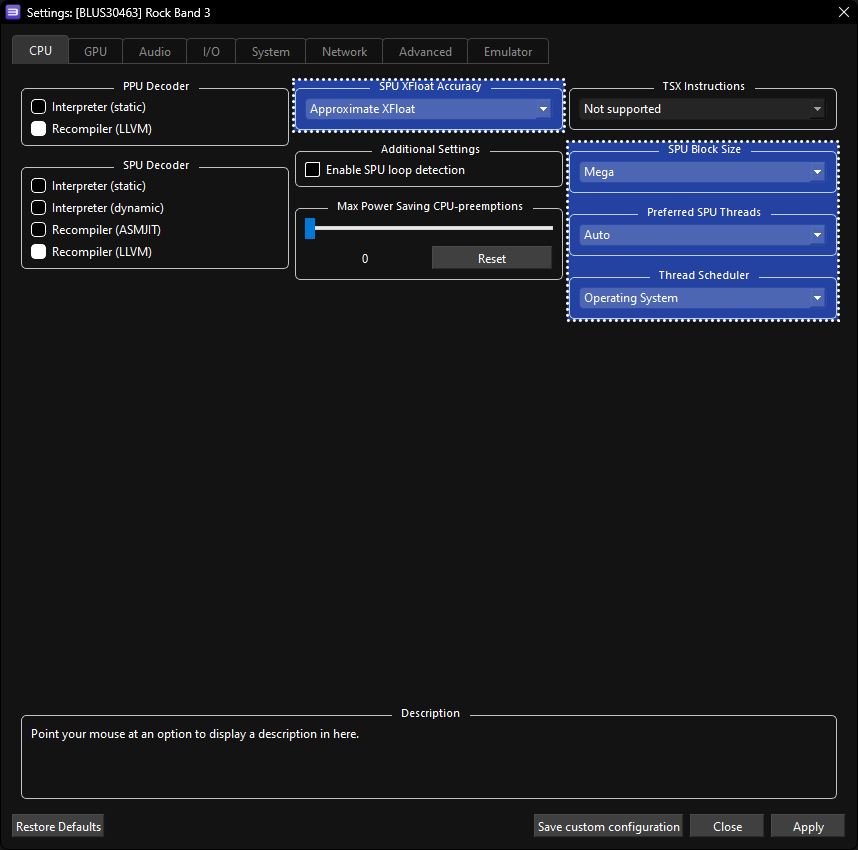 Settings: [BLUS30463] Rock Band 3
CPU
GPU
Audio
I/O
System
Network
Advanced
Emulator
PPU Decoder
Interpreter (static)
Recompiler (LLVM)
SPU Decoder
Interpreter (static)
Interpreter (dynamic)
Recompiler (ASMJIT)
Recompiler (LLVM)
SPU XFloat Accuracy
Approximate XFloat
Additional Settings
Enable SPU loop detection
Max Power Saving CPU-preemptions
0
Reset
TSX Instructions
Not supported
SPU Block Size
Mega
Preferred SPU Threads
Auto
Thread Scheduler
Operating System
Description
Point your mouse at an option to display a description in here.
Restore Defaults
Save custom configuration
Close
Apply